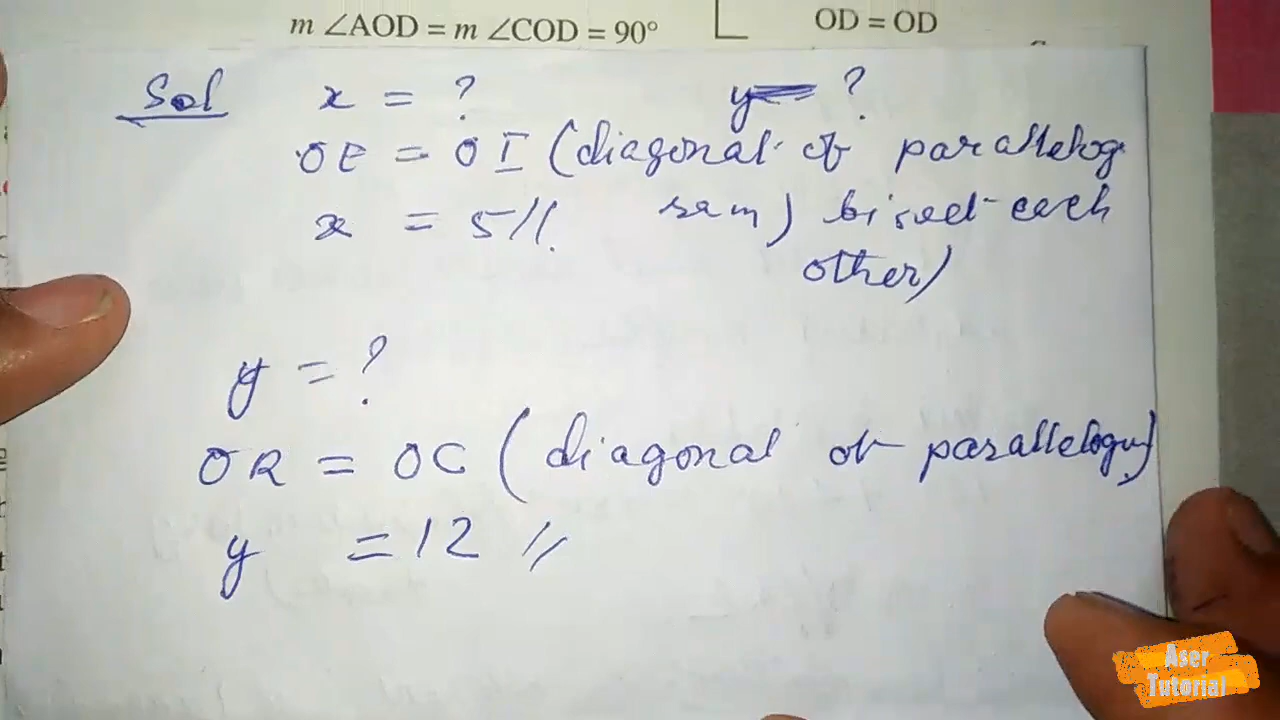 m ∠AOD = m ∠COD = 90°
OD = OD
Sol x = ? y = ?
OE = OI (diagonal of parallelog
ram) bisect each
x = 5//.
other)
y = ?
OR = OC (diagonal of parallelogm)
y = 12 //
Aser
Tutorial